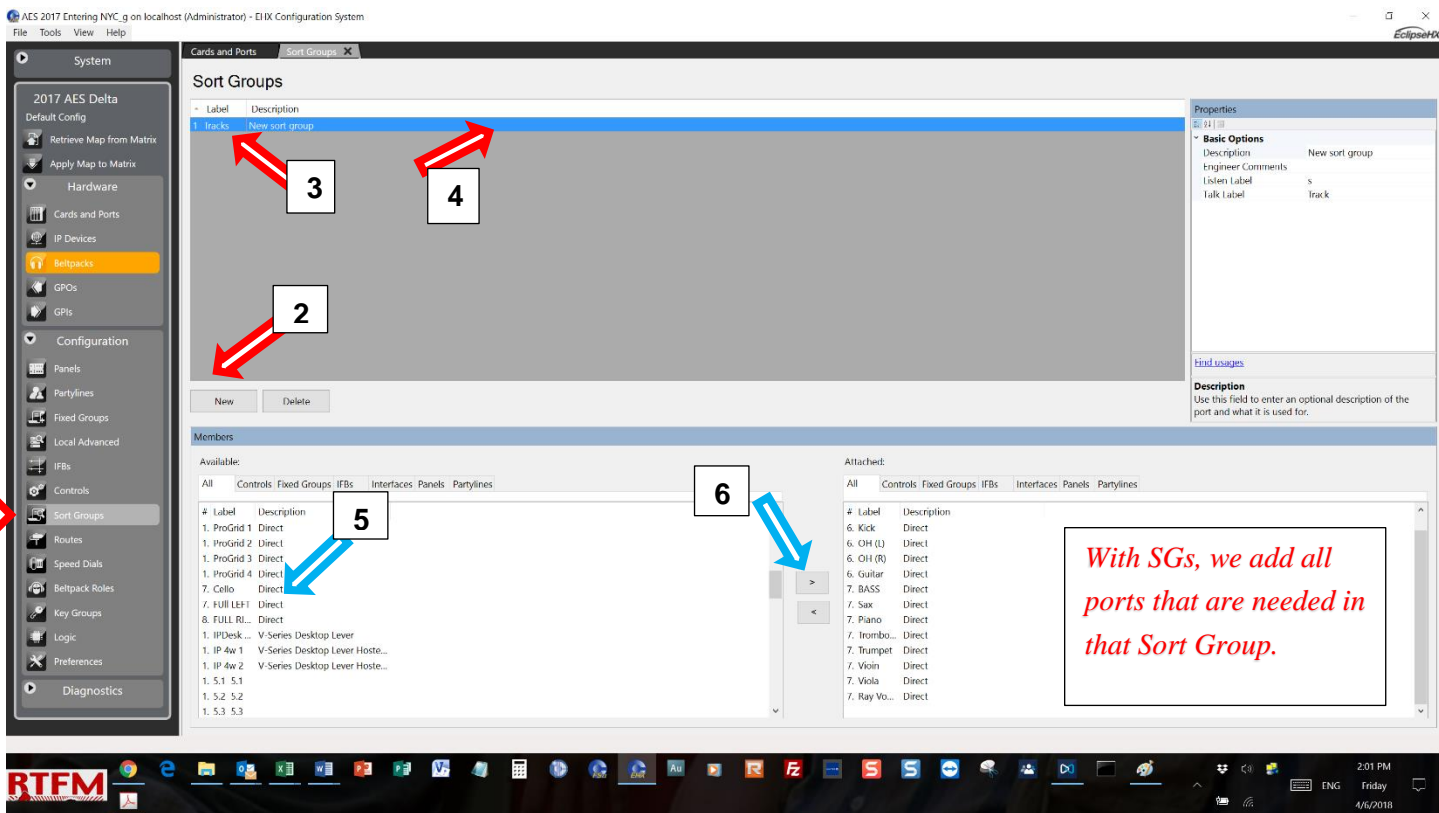 AES 2017 Entering NYC_g on localhost (Administrator) - EHX Configuration System
File Tools View Help
EclipseHX
System
2017 AES Delta
Default Config
Retrieve Map from Matrix
Apply Map to Matrix
Hardware
Cards and Ports
IP Devices
Beltpacks
GPOs
GPIs
Configuration
Panels
Partylines
Fixed Groups
Local Advanced
IFBs
Controls
Sort Groups
Routes
Speed Dials
Beltpack Roles
Key Groups
Logic
Preferences
Diagnostics
Cards and Ports Sort Groups X
Sort Groups
Label Description
1 Tracks New sort group
3
4
2
New Delete
Properties
Basic Options
Description New sort group
Engineer Comments
Listen Label s
Talk Label Track
Find usages
Description
Use this field to enter an optional description of the
port and what it is used for.
Members
Available:
All Controls Fixed Groups IFBs Interfaces Panels Partylines
# Label Description
1. ProGrid 1 Direct
1. ProGrid 2 Direct
1. ProGrid 3 Direct
1. ProGrid 4 Direct
7. Cello Direct
7. FUll LEFT Direct
8. FULL RI... Direct
1. IPDesk ... V-Series Desktop Lever
1. IP 4w 1 V-Series Desktop Lever Hoste...
1. IP 4w 2 V-Series Desktop Lever Hoste...
1. 5.1 5.1
1. 5.2 5.2
1. 5.3 5.3
5
6
>
<
Attached:
All Controls Fixed Groups IFBs Interfaces Panels Partylines
# Label Description
6. Kick Direct
6. OH (L) Direct
6. OH (R) Direct
6. Guitar Direct
7. BASS Direct
7. Sax Direct
7. Piano Direct
7. Trombo... Direct
7. Trumpet Direct
7. Vioin Direct
7. Viola Direct
7. Ray Vo... Direct
With SGs, we add all
ports that are needed in
that Sort Group.
RTFM
Au
ENG
2:01 PM
Friday
4/6/2018